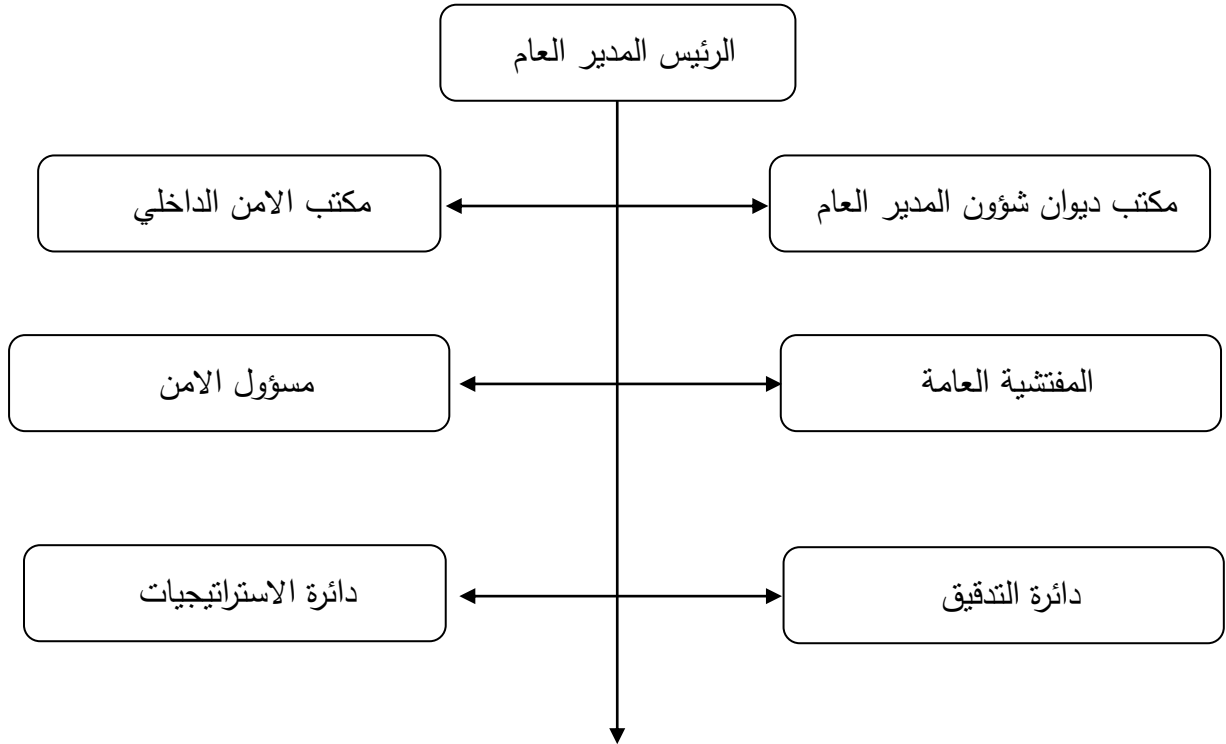 الرئيس المدير العام
مكتب ديوان شؤون المدير العام
مكتب الامن الداخلي
المفتشية العامة
مسؤول الامن
دائرة التدقيق
دائرة الاستراتيجيات